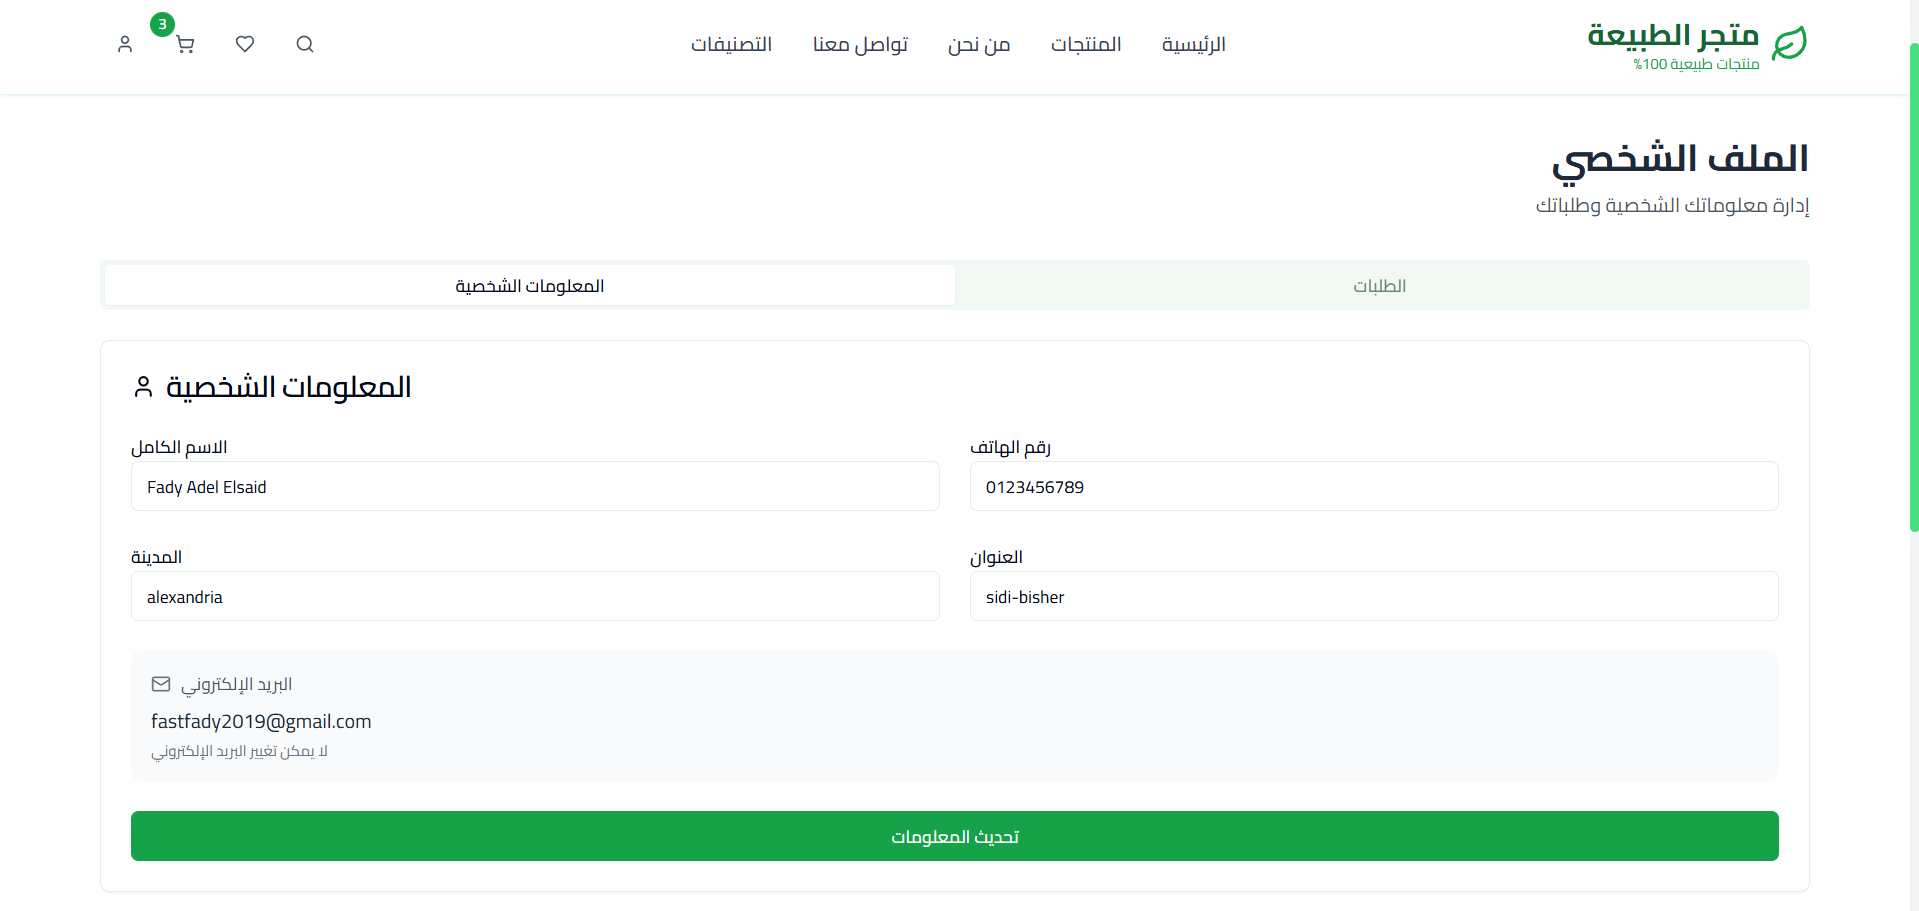 متجر الطبيعة
منتجات طبيعية 100%
الرئيسية
المنتجات
من نحن
تواصل معنا
التصنيفات
3
الملف الشخصي
إدارة معلوماتك الشخصية وطلباتك
الطلبات
المعلومات الشخصية
المعلومات الشخصية
الاسم الكامل
Fady Adel Elsaid
رقم الهاتف
0123456789
المدينة
alexandria
العنوان
sidi-bisher
البريد الإلكتروني
fastfady2019@gmail.com
لا يمكن تغيير البريد الإلكتروني
تحديث المعلومات